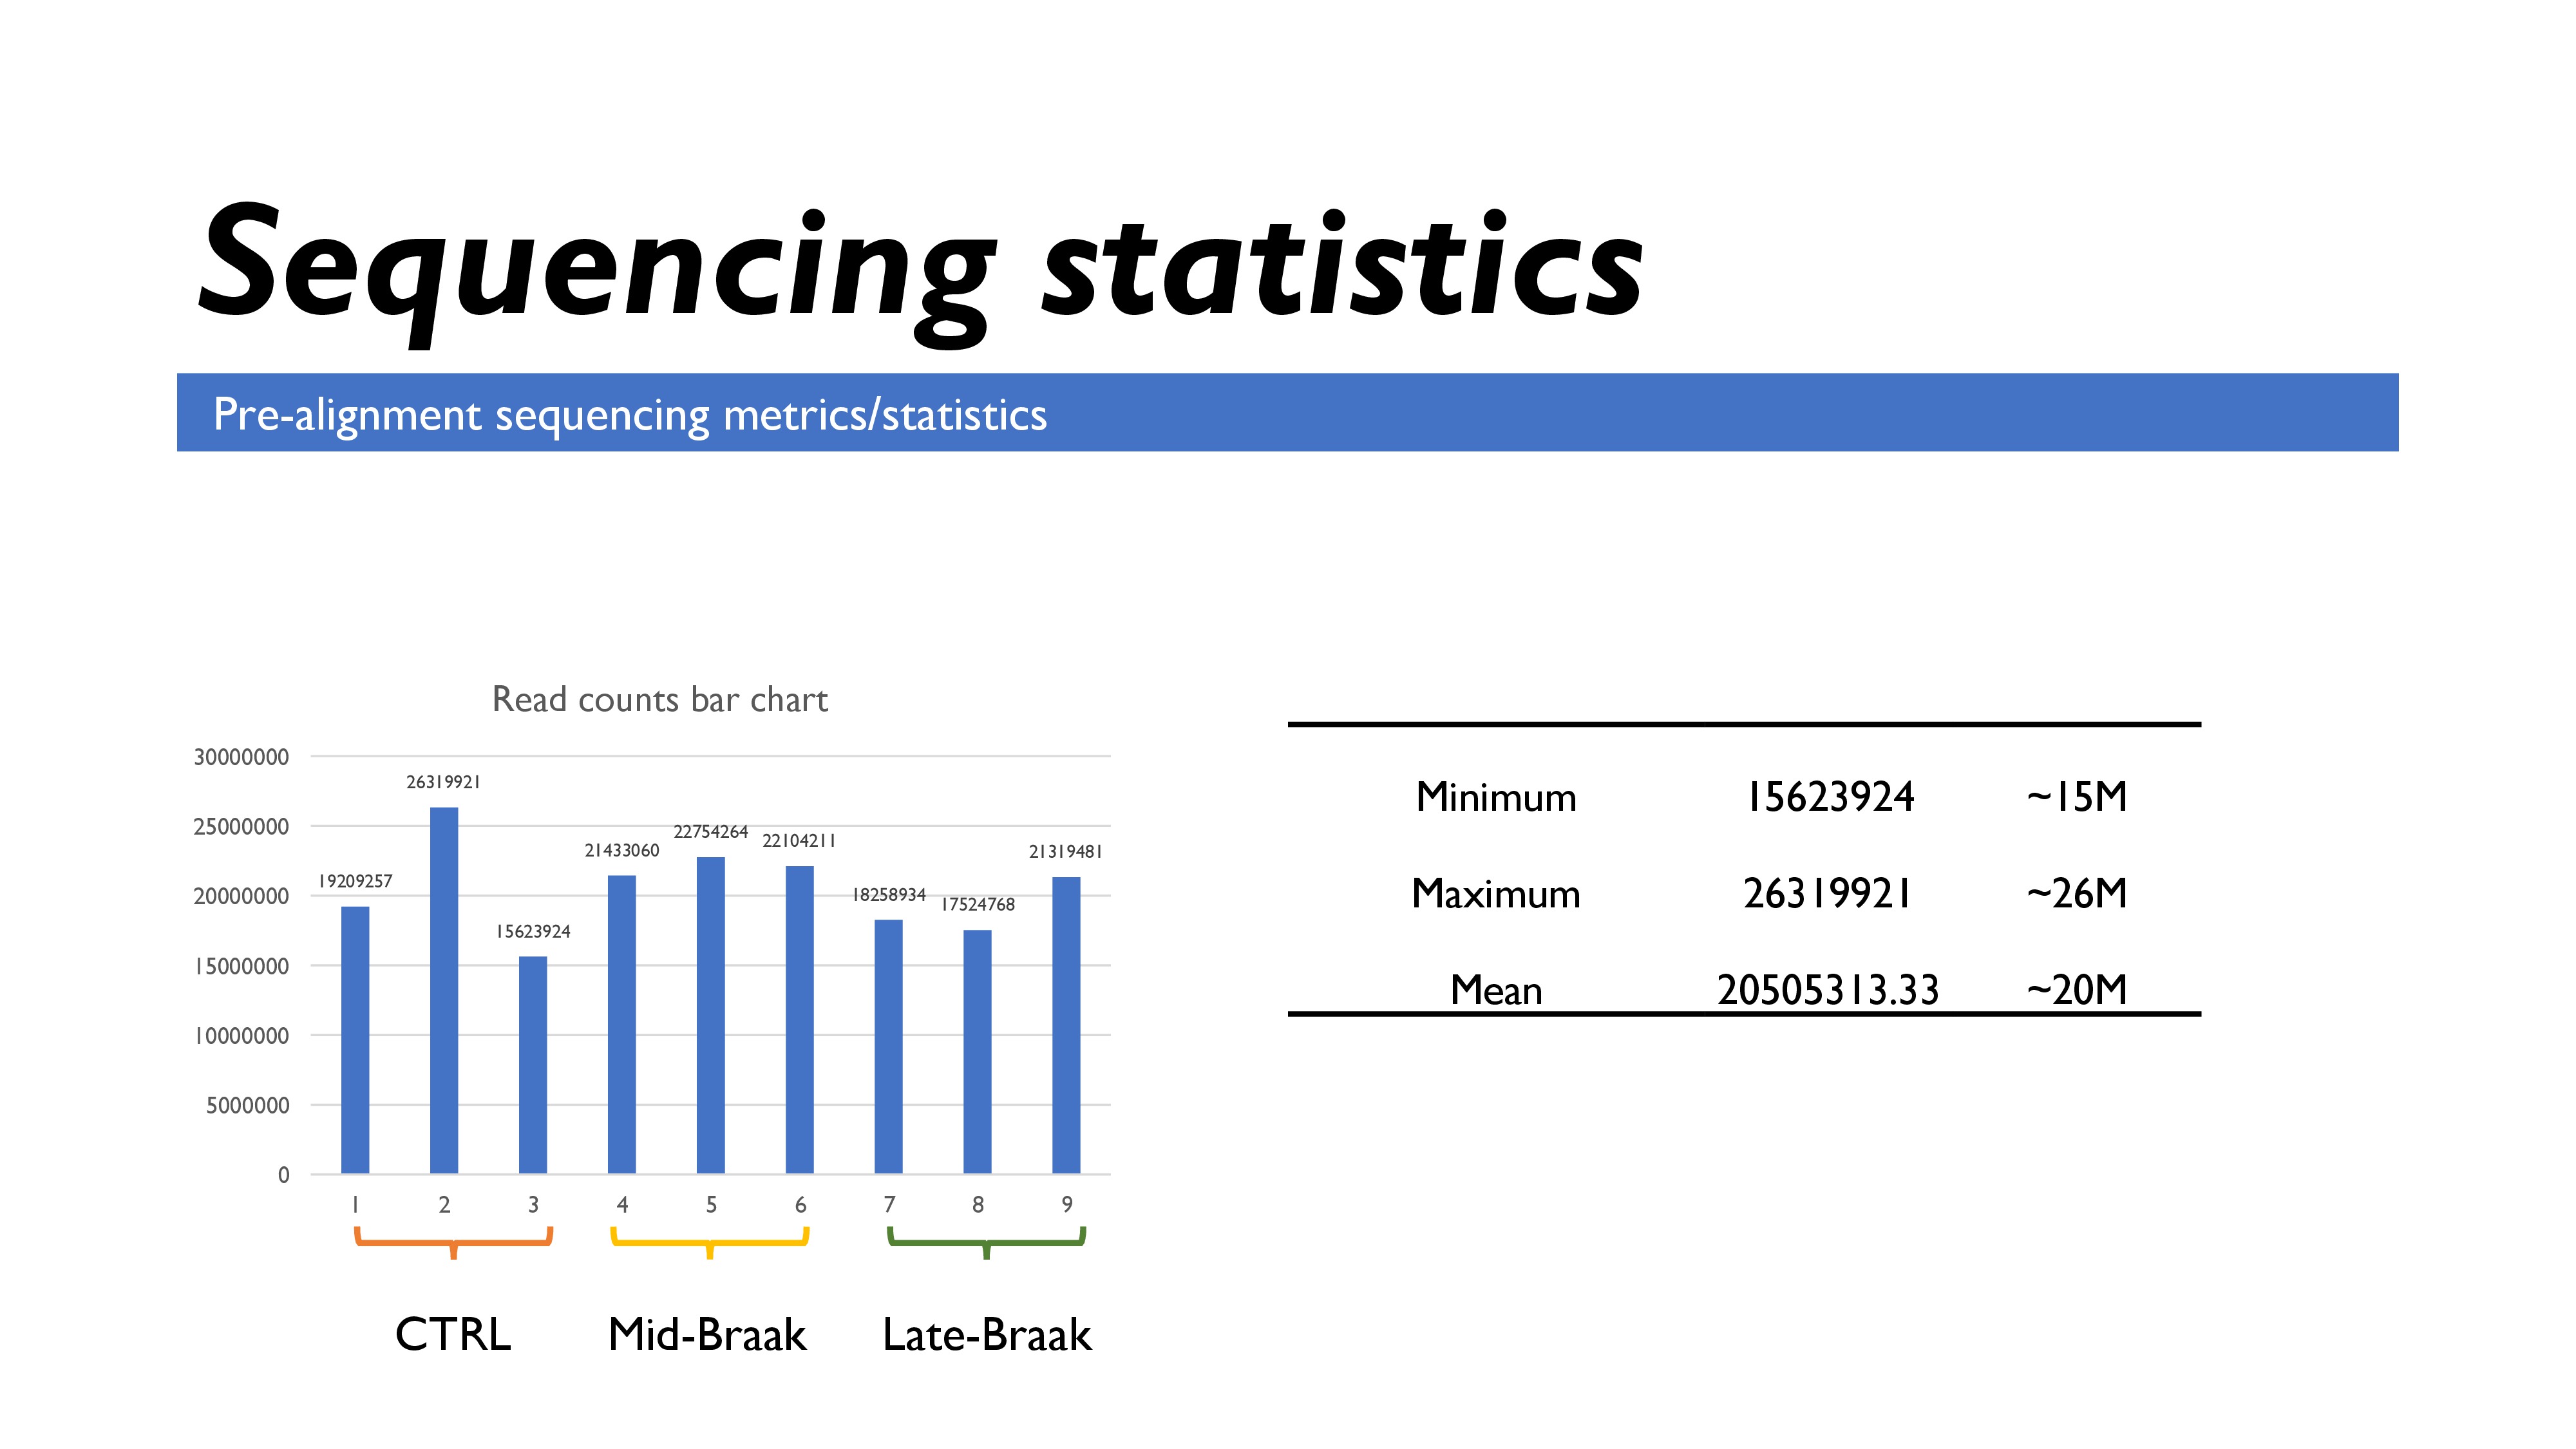 Sequencing statistics
Pre-alignment sequencing metrics/statistics
Read counts bar chart
30000000
25000000
20000000
15000000
10000000
5000000
0
19209257
26319921
15623924
21433060
22754264
22104211
18258934
17524768
21319481
1 2 3 4 5 6 7 8 9
CTRL Mid-Braak Late-Braak
Minimum 15623924 ~15M
Maximum 26319921 ~26M
Mean 20505313.33 ~20M